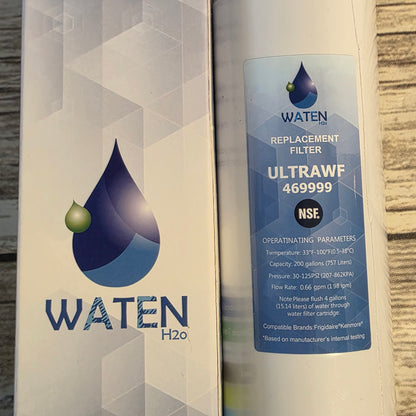 WATEN
H2o
WATEN
H2o
REPLACEMENT
FILTER
ULTRAWF
469999
NSF.
OPERATINATING PARAMETERS
Tmemperature: 33°F-100°F(0.5-38°C)
Capacity: 200 gallons (757 Liters)
Pressure: 30-125PSI (207-862KPA)
Flow Rate: 0.66 gpm (1.98 lpm)
Note:Please flush 4 gallons
(15.14 liters) of water through
water filter cartridge.
Compatible Brands:Frigidaire*Kenmore*
*Based on manufacturer's internal testing